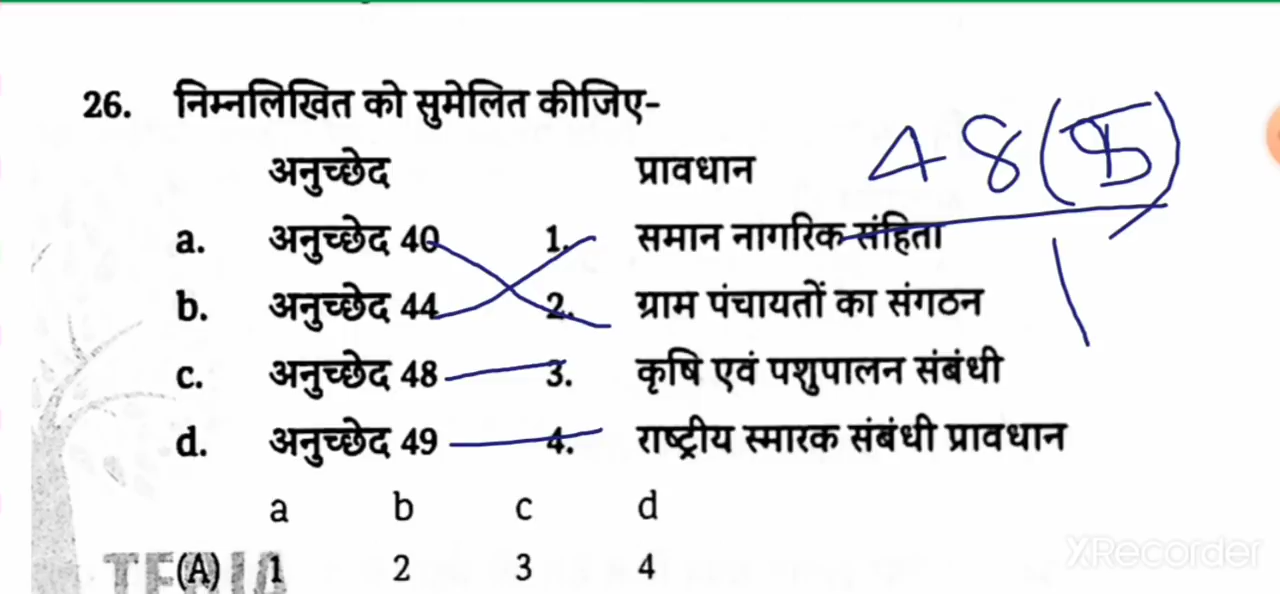 26. निम्नलिखित को सुमेलित कीजिए-
अनुच्छेद प्रावधान 48(क)
a. अनुच्छेद 40 1. समान नागरिक संहिता
b. अनुच्छेद 44 2. ग्राम पंचायतों का संगठन
c. अनुच्छेद 48 3. कृषि एवं पशुपालन संबंधी
d. अनुच्छेद 49 4. राष्ट्रीय स्मारक संबंधी प्रावधान
a b c d
(A) 1 2 3 4
XRecorder